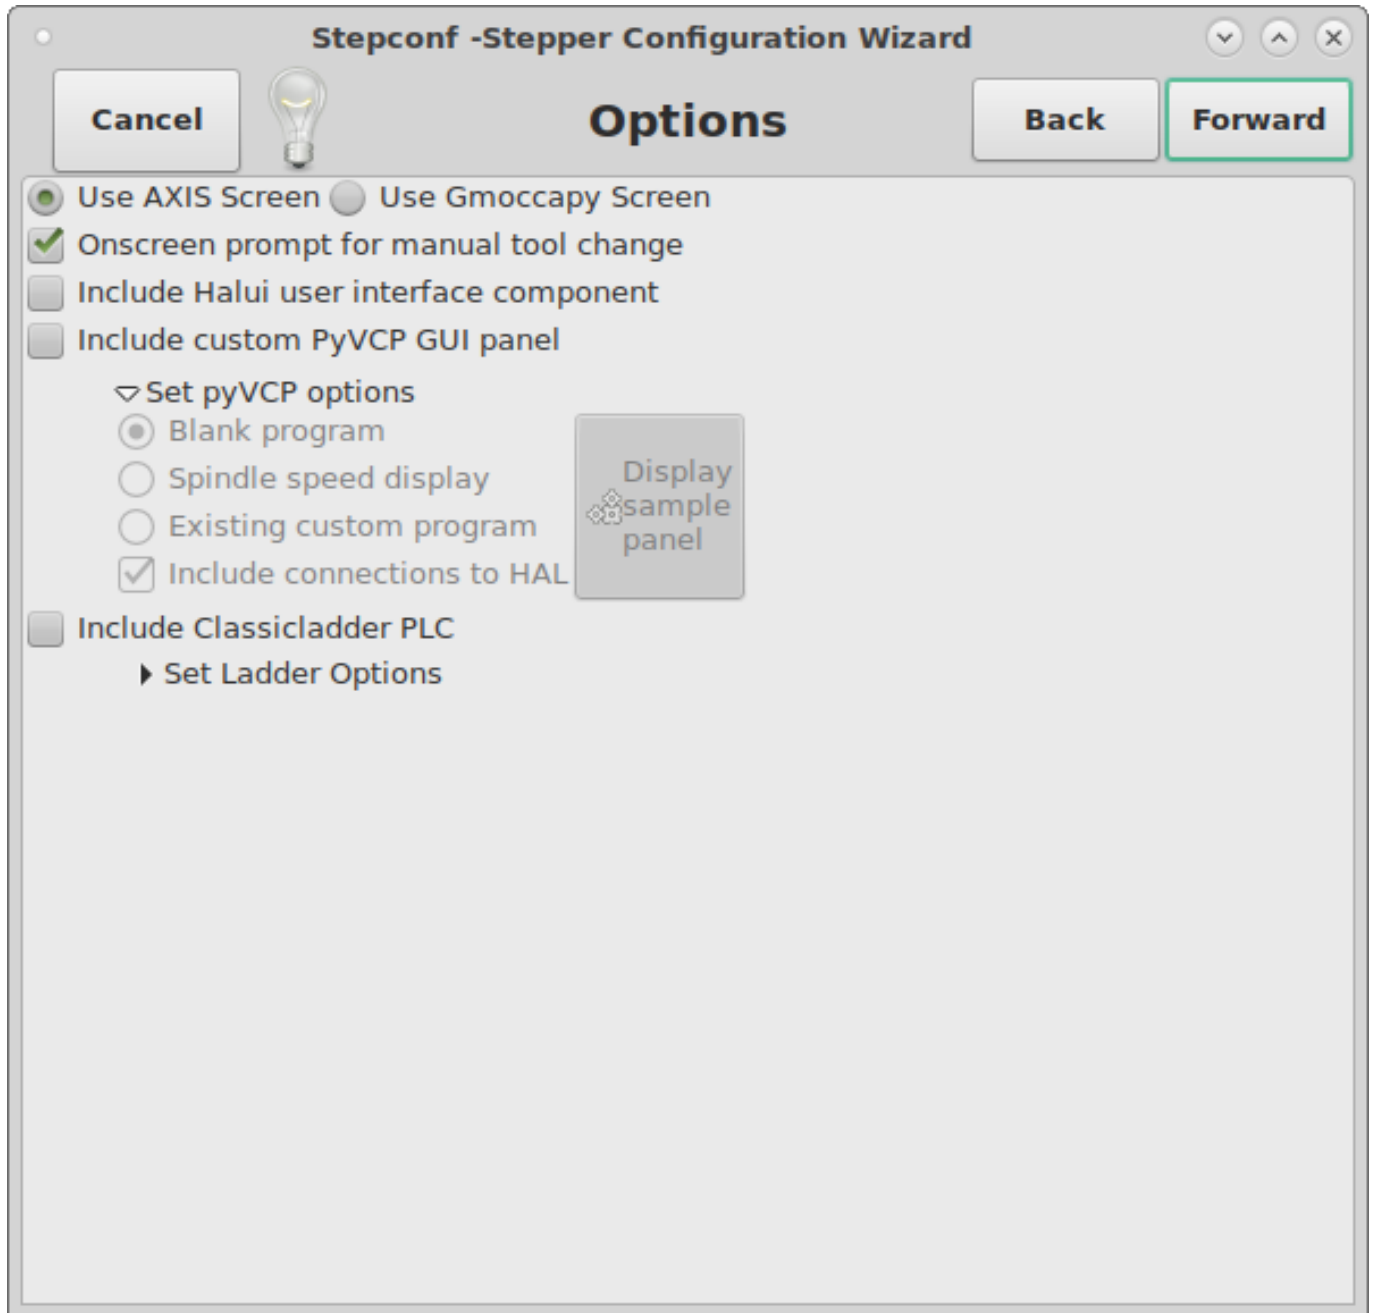 Stepconf -Stepper Configuration Wizard
Cancel
Options
Back
Forward
Use AXIS Screen
Use Gmoccapy Screen
Onscreen prompt for manual tool change
Include Halui user interface component
Include custom PyVCP GUI panel
Set pyVCP options
Blank program
Spindle speed display
Existing custom program
Include connections to HAL
Display
sample
panel
Include Classicladder PLC
Set Ladder Options